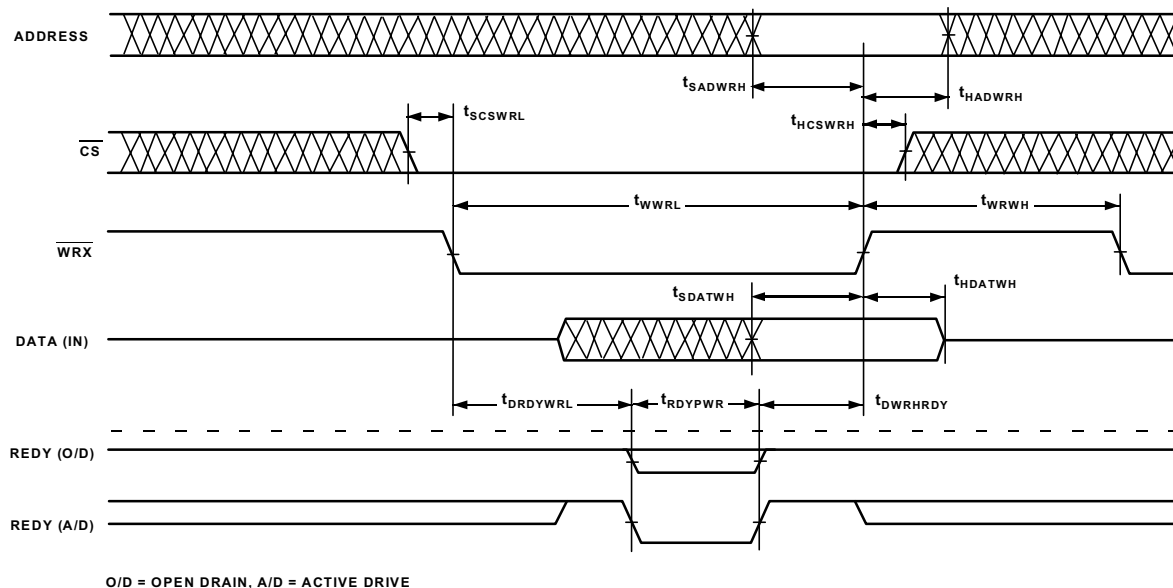 ADDRESS
tSADWRH
tHADWRH
tSCSWRL
tHCSWRH
CS
tWWRL
tWRWH
WRX
tSDATWH
tHDATWH
DATA (IN)
tDRDYWRL
tRDYPWR
tDWRHRDY
REDY (O/D)
REDY (A/D)
O/D = OPEN DRAIN, A/D = ACTIVE DRIVE